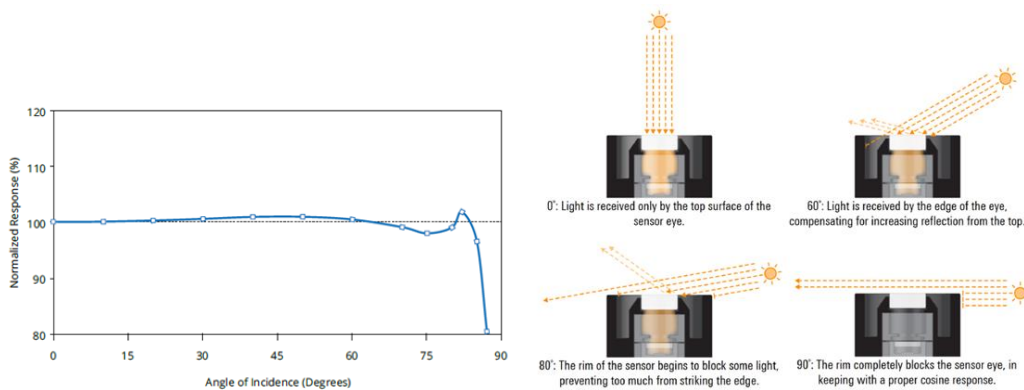 120
110
100
90
80
Normalized Response (%)
0 15 30 45 60 75 90
Angle of Incidence (Degrees)
0°: Light is received only by the top surface of the
sensor eye.
60°: Light is received by the edge of the eye,
compensating for increasing reflection from the top.
80°: The rim of the sensor begins to block some light,
preventing too much from striking the edge.
90°: The rim completely blocks the sensor eye, in
keeping with a proper cosine response.